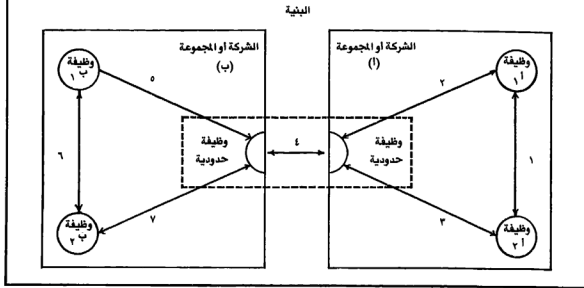 البنية
الشركة أو المجموعة
(أ)
الشركة أو المجموعة
(ب)
وظيفة
أ ١
وظيفة
ب ١
٢
٥
وظيفة
حدودية
٤
وظيفة
حدودية
١
٦
٣
٧
وظيفة
أ ٢
وظيفة
ب ٢